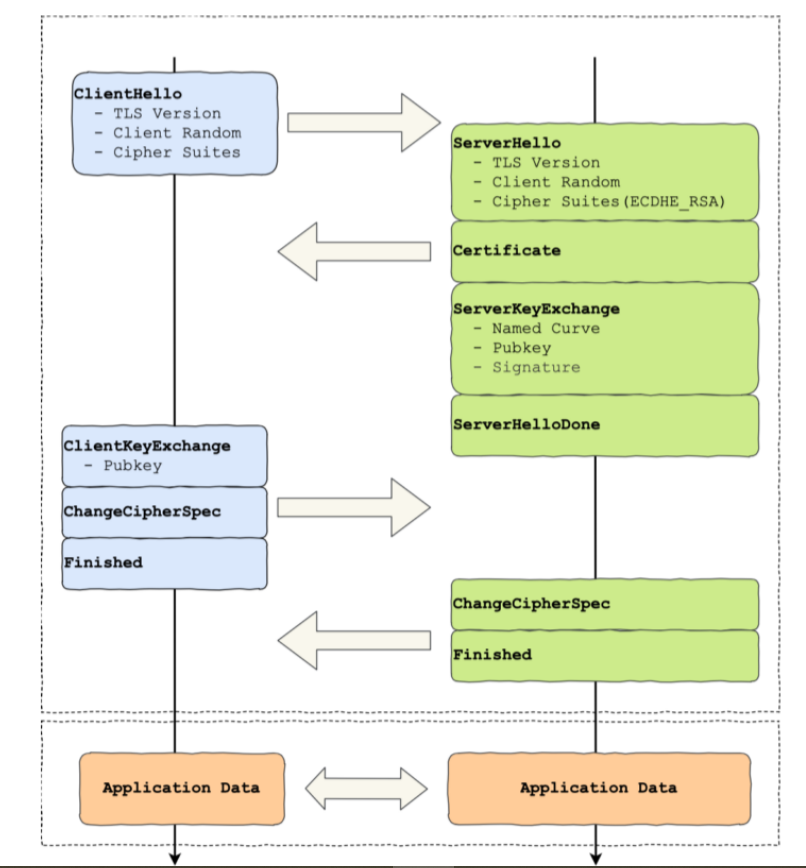 ClientHello
- TLS Version
- Client Random
- Cipher Suites
ServerHello
- TLS Version
- Client Random
- Cipher Suites(ECDHE_RSA)
Certificate
ServerKeyExchange
- Named Curve
- Pubkey
- Signature
ServerHelloDone
ClientKeyExchange
- Pubkey
ChangeCipherSpec
Finished
ChangeCipherSpec
Finished
Application Data
Application Data